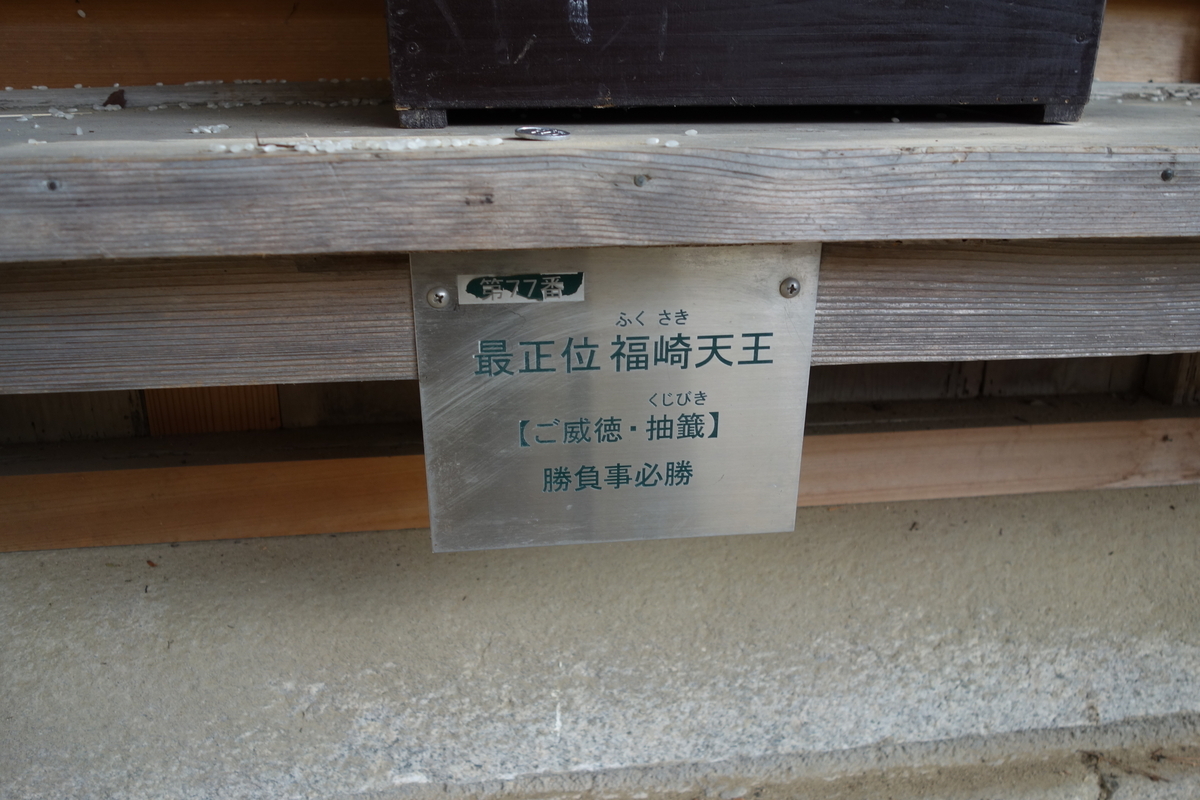 第77番
ふく さき
最正位 福崎天王
くじびき
【ご威徳・抽籤】
勝負事必勝